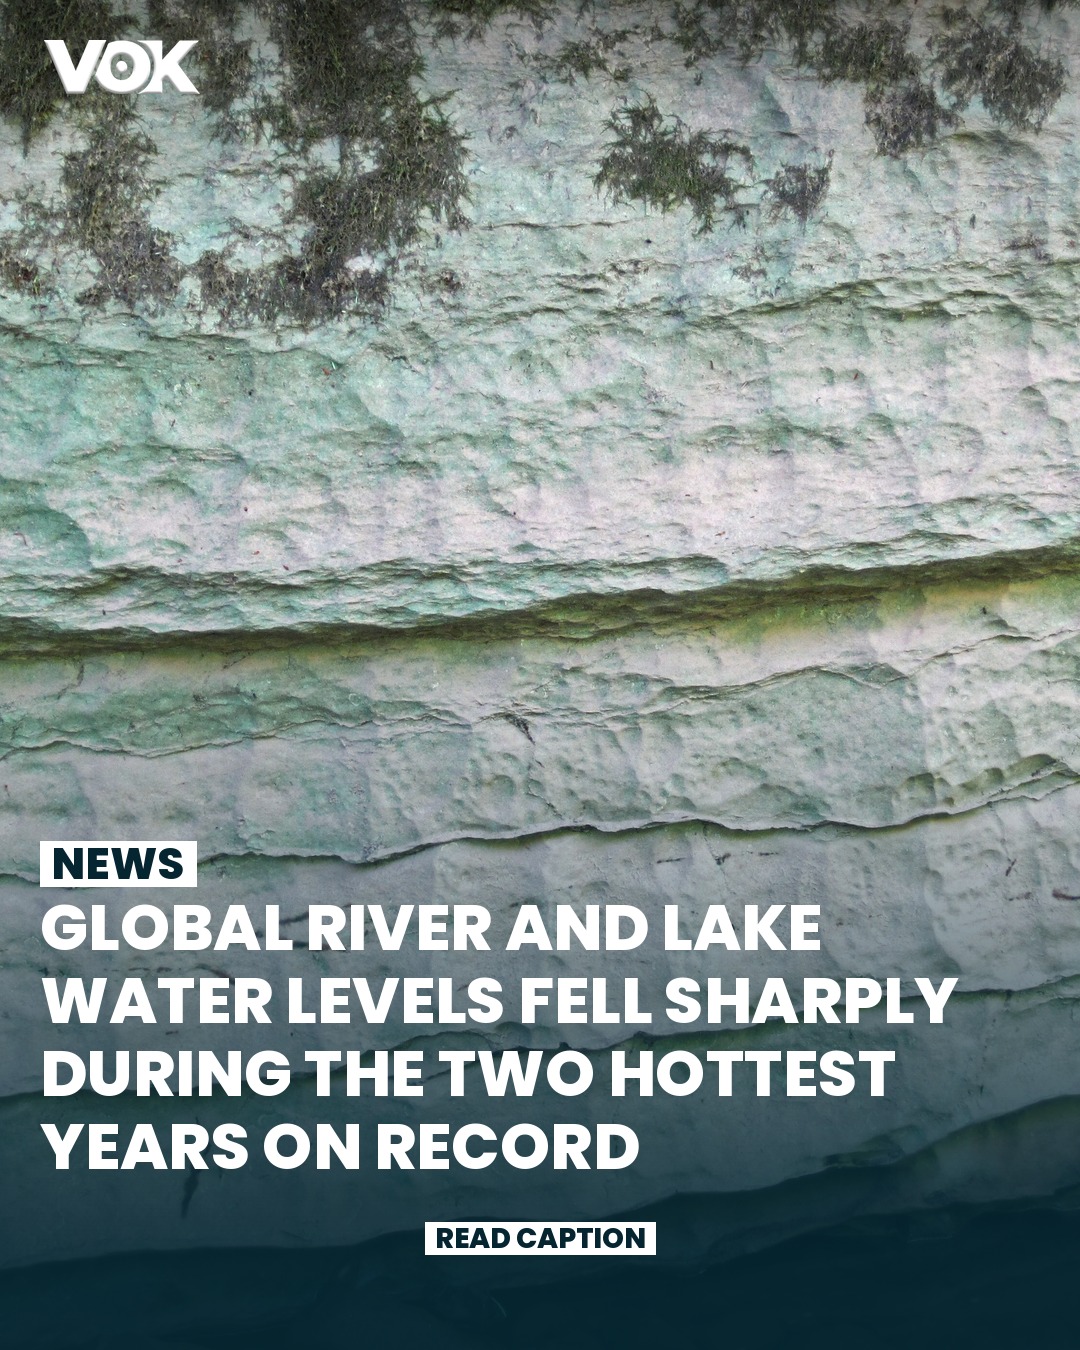 VOK
NEWS
GLOBAL RIVER AND LAKE
WATER LEVELS FELL SHARPLY
DURING THE TWO HOTTEST
YEARS ON RECORD
READ CAPTION